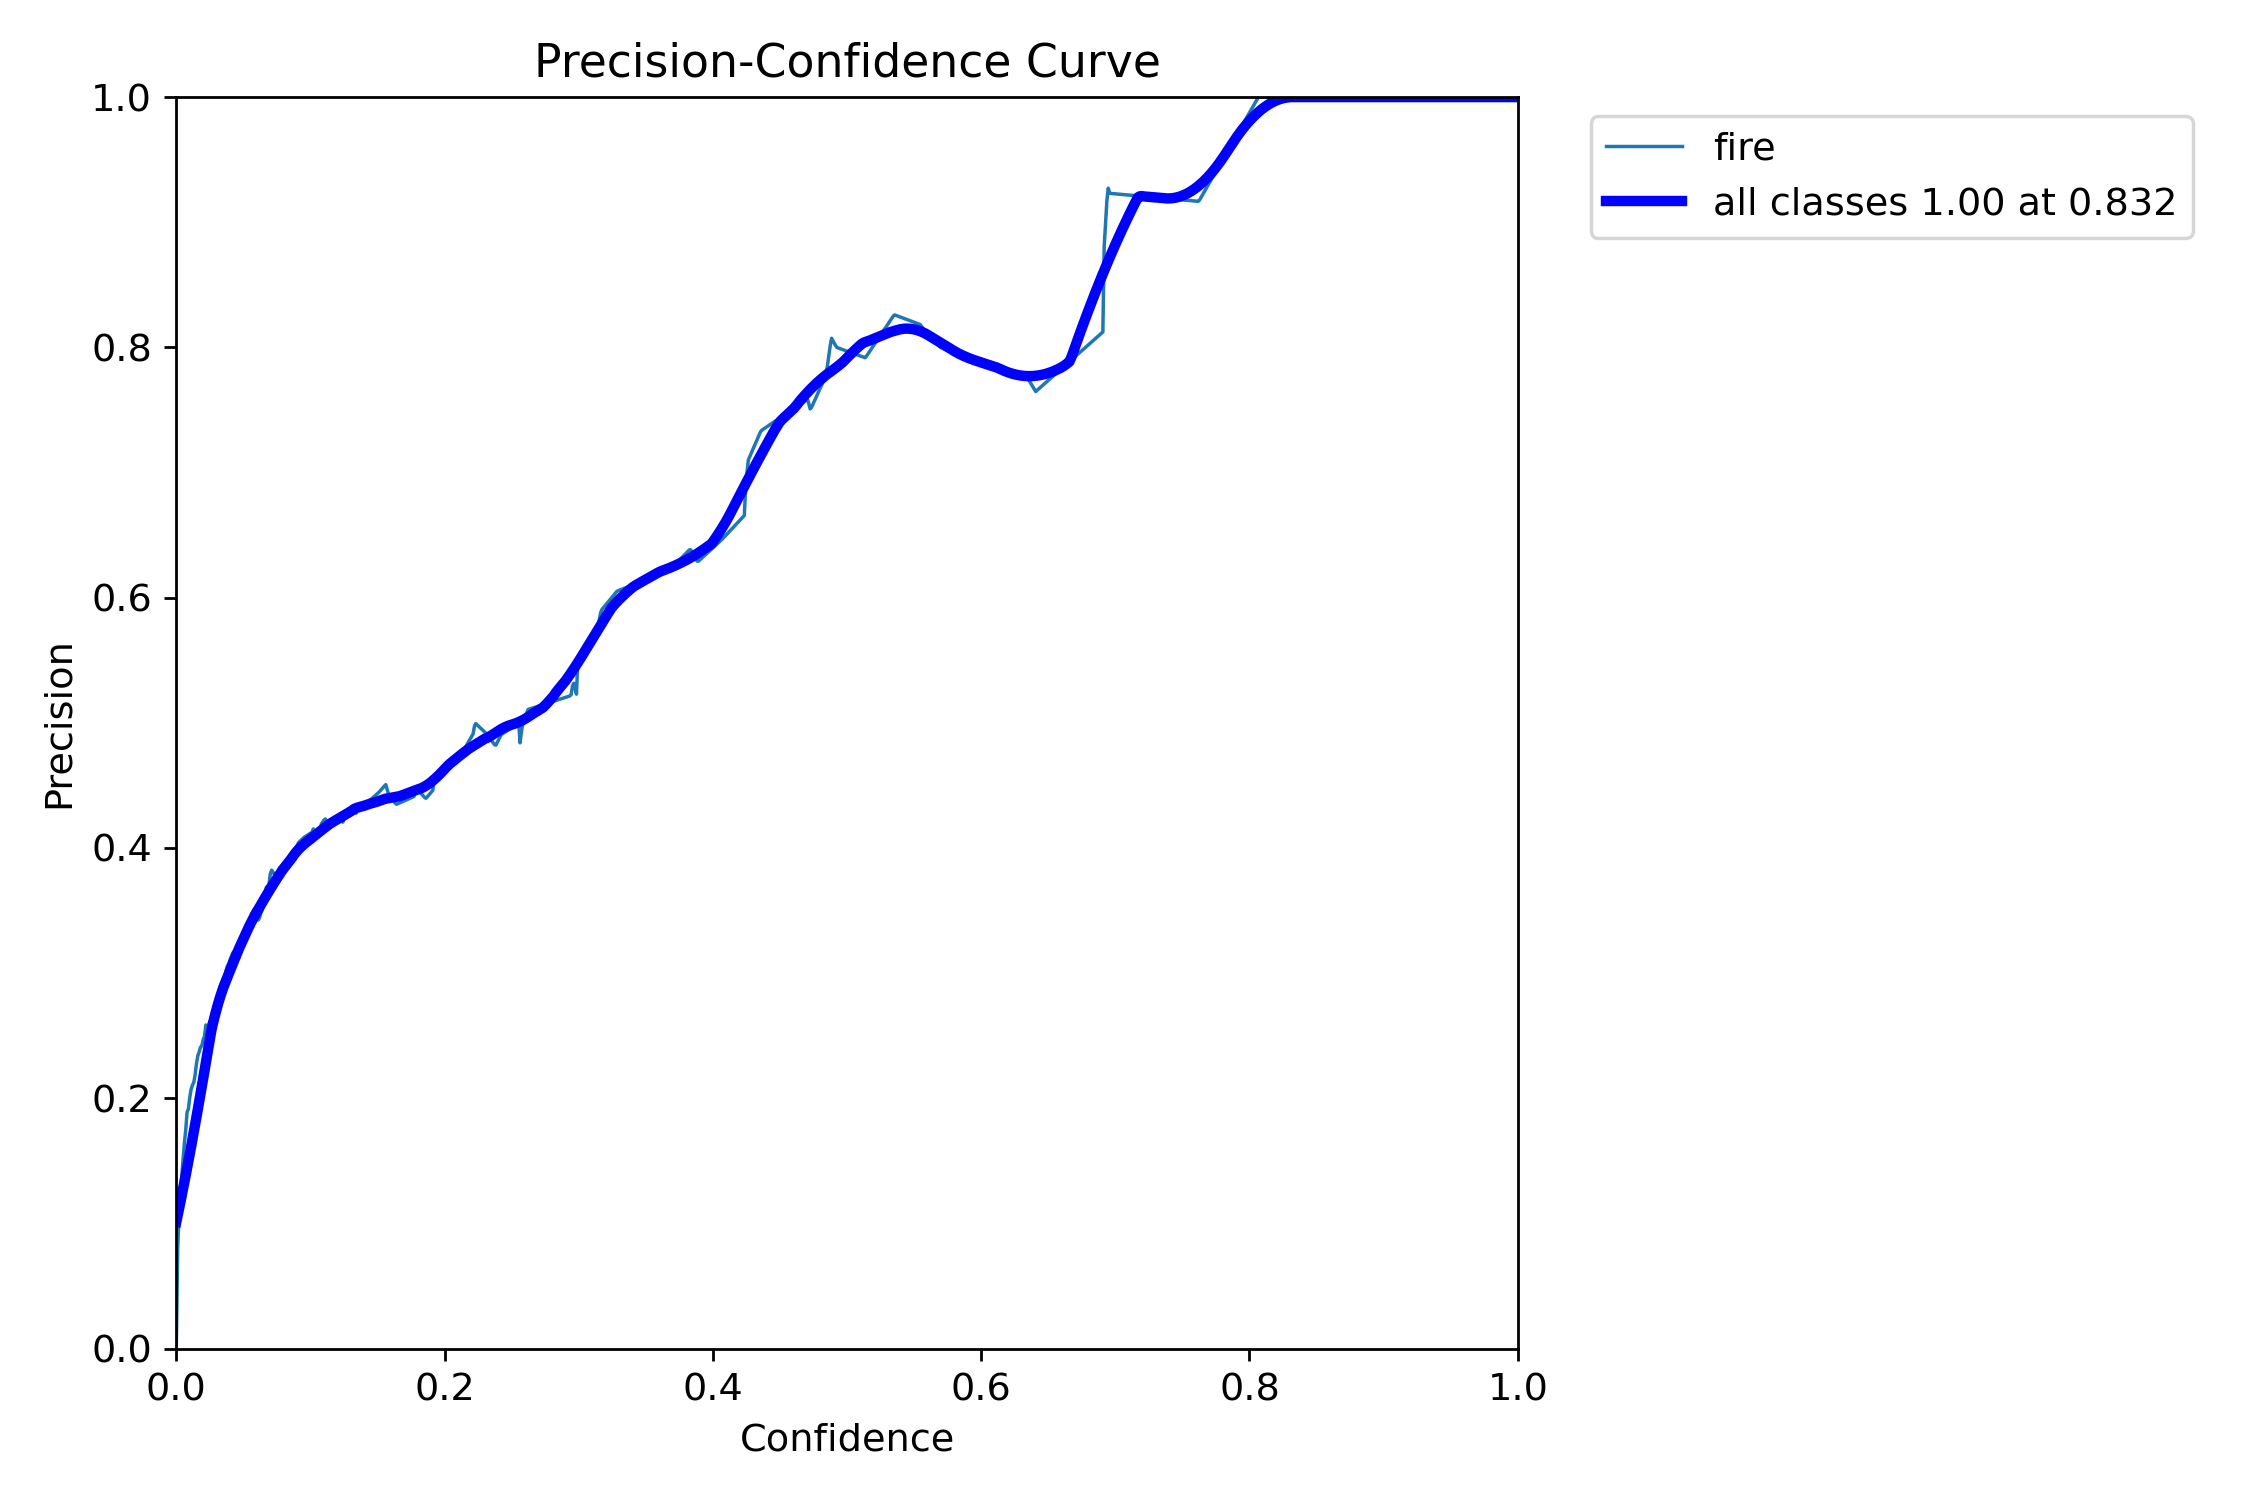 Precision-Confidence Curve
1.0
0.8
0.6
0.4
0.2
0.0
Precision
0.0 0.2 0.4 0.6 0.8 1.0
Confidence
fire
all classes 1.00 at 0.832